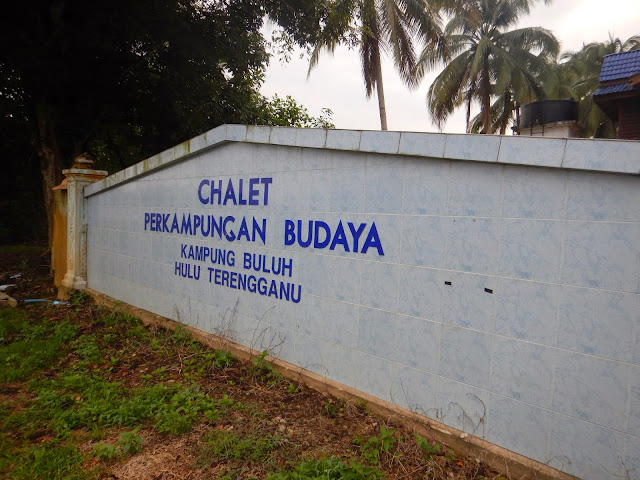 CHALET
PERKAMPUNGAN BUDAYA
KAMPUNG BULUH
HULU TERENGGANU